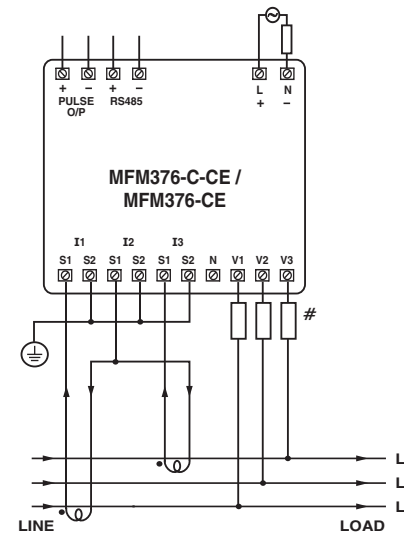 L N
+ − + − + −
PULSE O/P RS485
MFM376-C-CE /
MFM376-CE
I1 I2 I3
S1 S2 S1 S2 S1 S2 N V1 V2 V3
#
L
L
L
LINE LOAD